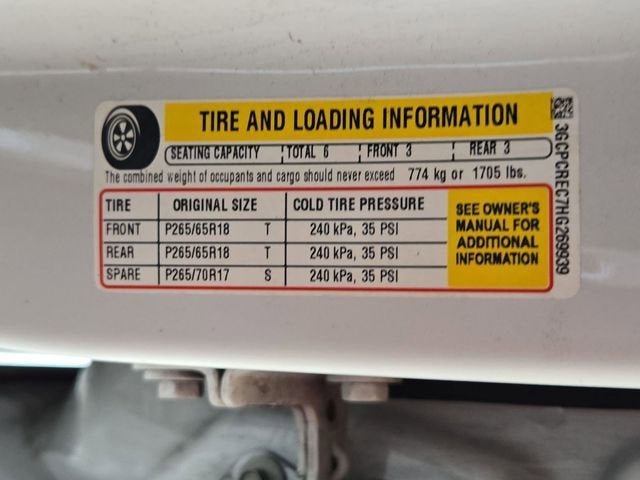 TIRE AND LOADING INFORMATION
SEATING CAPACITY TOTAL 6 FRONT 3 REAR 3
The combined weight of occupants and cargo should never exceed 774 kg or 1705 lbs.
TIRE ORIGINAL SIZE COLD TIRE PRESSURE
FRONT P265/65R18 T 240 kPa, 35 PSI
REAR P265/65R18 T 240 kPa, 35 PSI
SPARE P265/70R17 S 240 kPa, 35 PSI
SEE OWNER'S
MANUAL FOR
ADDITIONAL
INFORMATION
3GCPCREC7HG269939